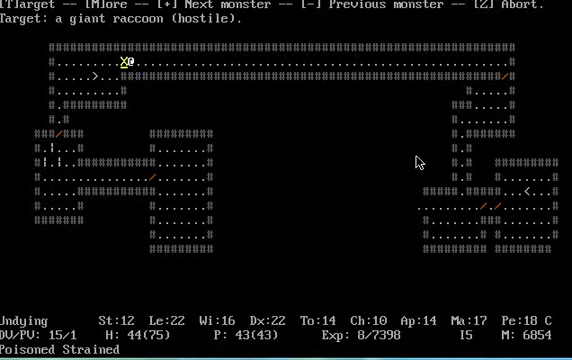 [T]arget -- [M]ore -- [+] Next monster -- [-] Previous monster -- [Z] Abort.
Target: a giant raccoon (hostile).
Undying St:12 Le:22 Wi:16 Dx:22 To:14 Ch:10 Ap:14 Ma:17 Pe:18 C
DV/PV: 15/1 H: 44(75) P: 43(43) Exp: 8/7398 I5 M: 6854
Poisoned Strained